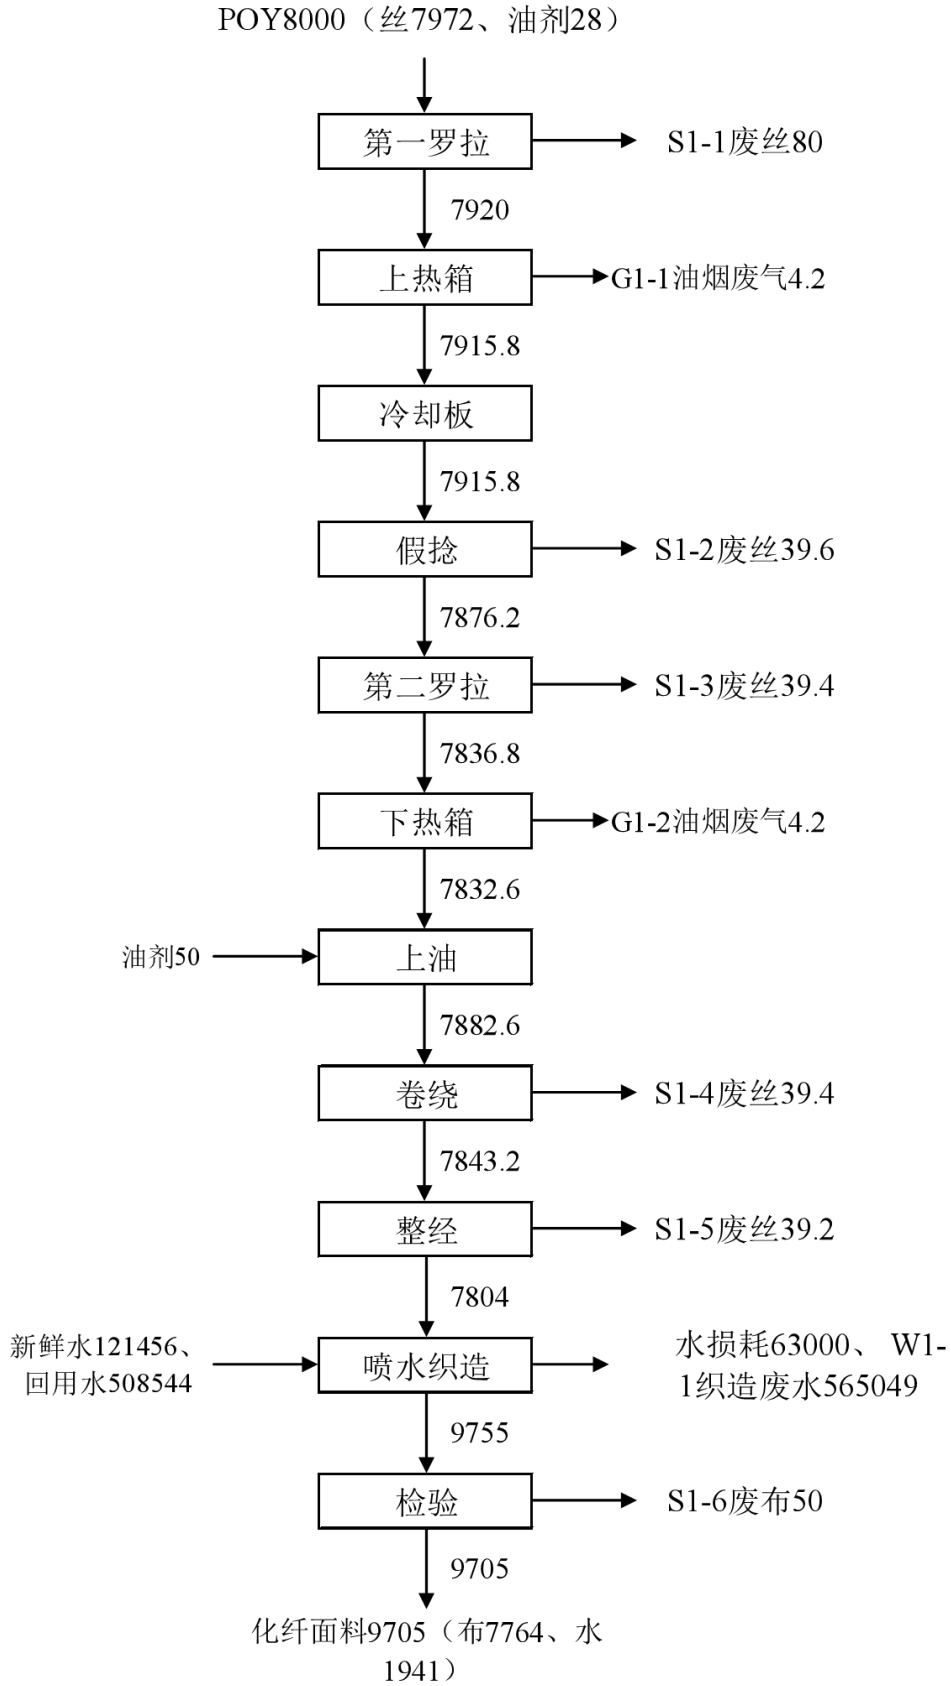 POY8000（丝7972、油剂28）
第一罗拉
S1-1废丝80
7920
上热箱
G1-1油烟废气4.2
7915.8
冷却板
7915.8
假捻
S1-2废丝39.6
7876.2
第二罗拉
S1-3废丝39.4
7836.8
下热箱
G1-2油烟废气4.2
7832.6
油剂50
上油
7882.6
卷绕
S1-4废丝39.4
7843.2
整经
S1-5废丝39.2
7804
新鲜水121456、
回用水508544
喷水织造
水损耗63000、 W1-
1织造废水565049
9755
检验
S1-6废布50
9705
化纤面料9705（布7764、水
1941）